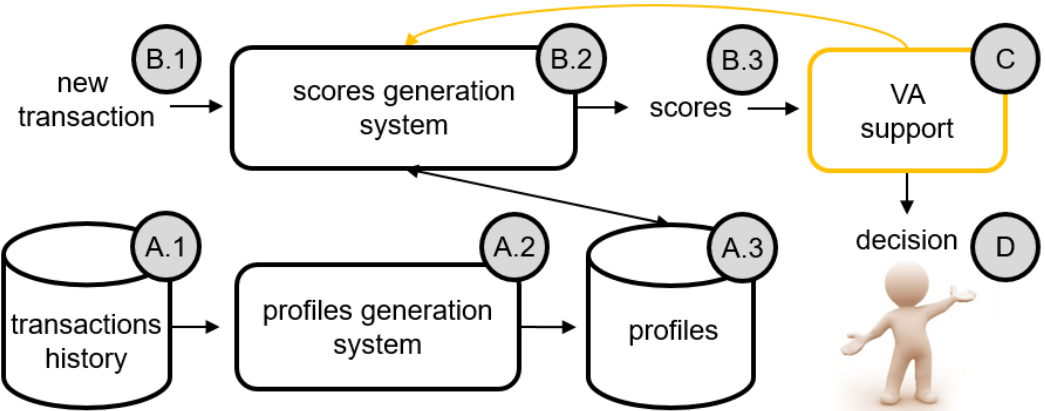 B.1
new
transaction
B.2
scores generation
system
B.3
scores
C
VA
support
A.1
transactions
history
A.2
profiles generation
system
A.3
profiles
decision
D